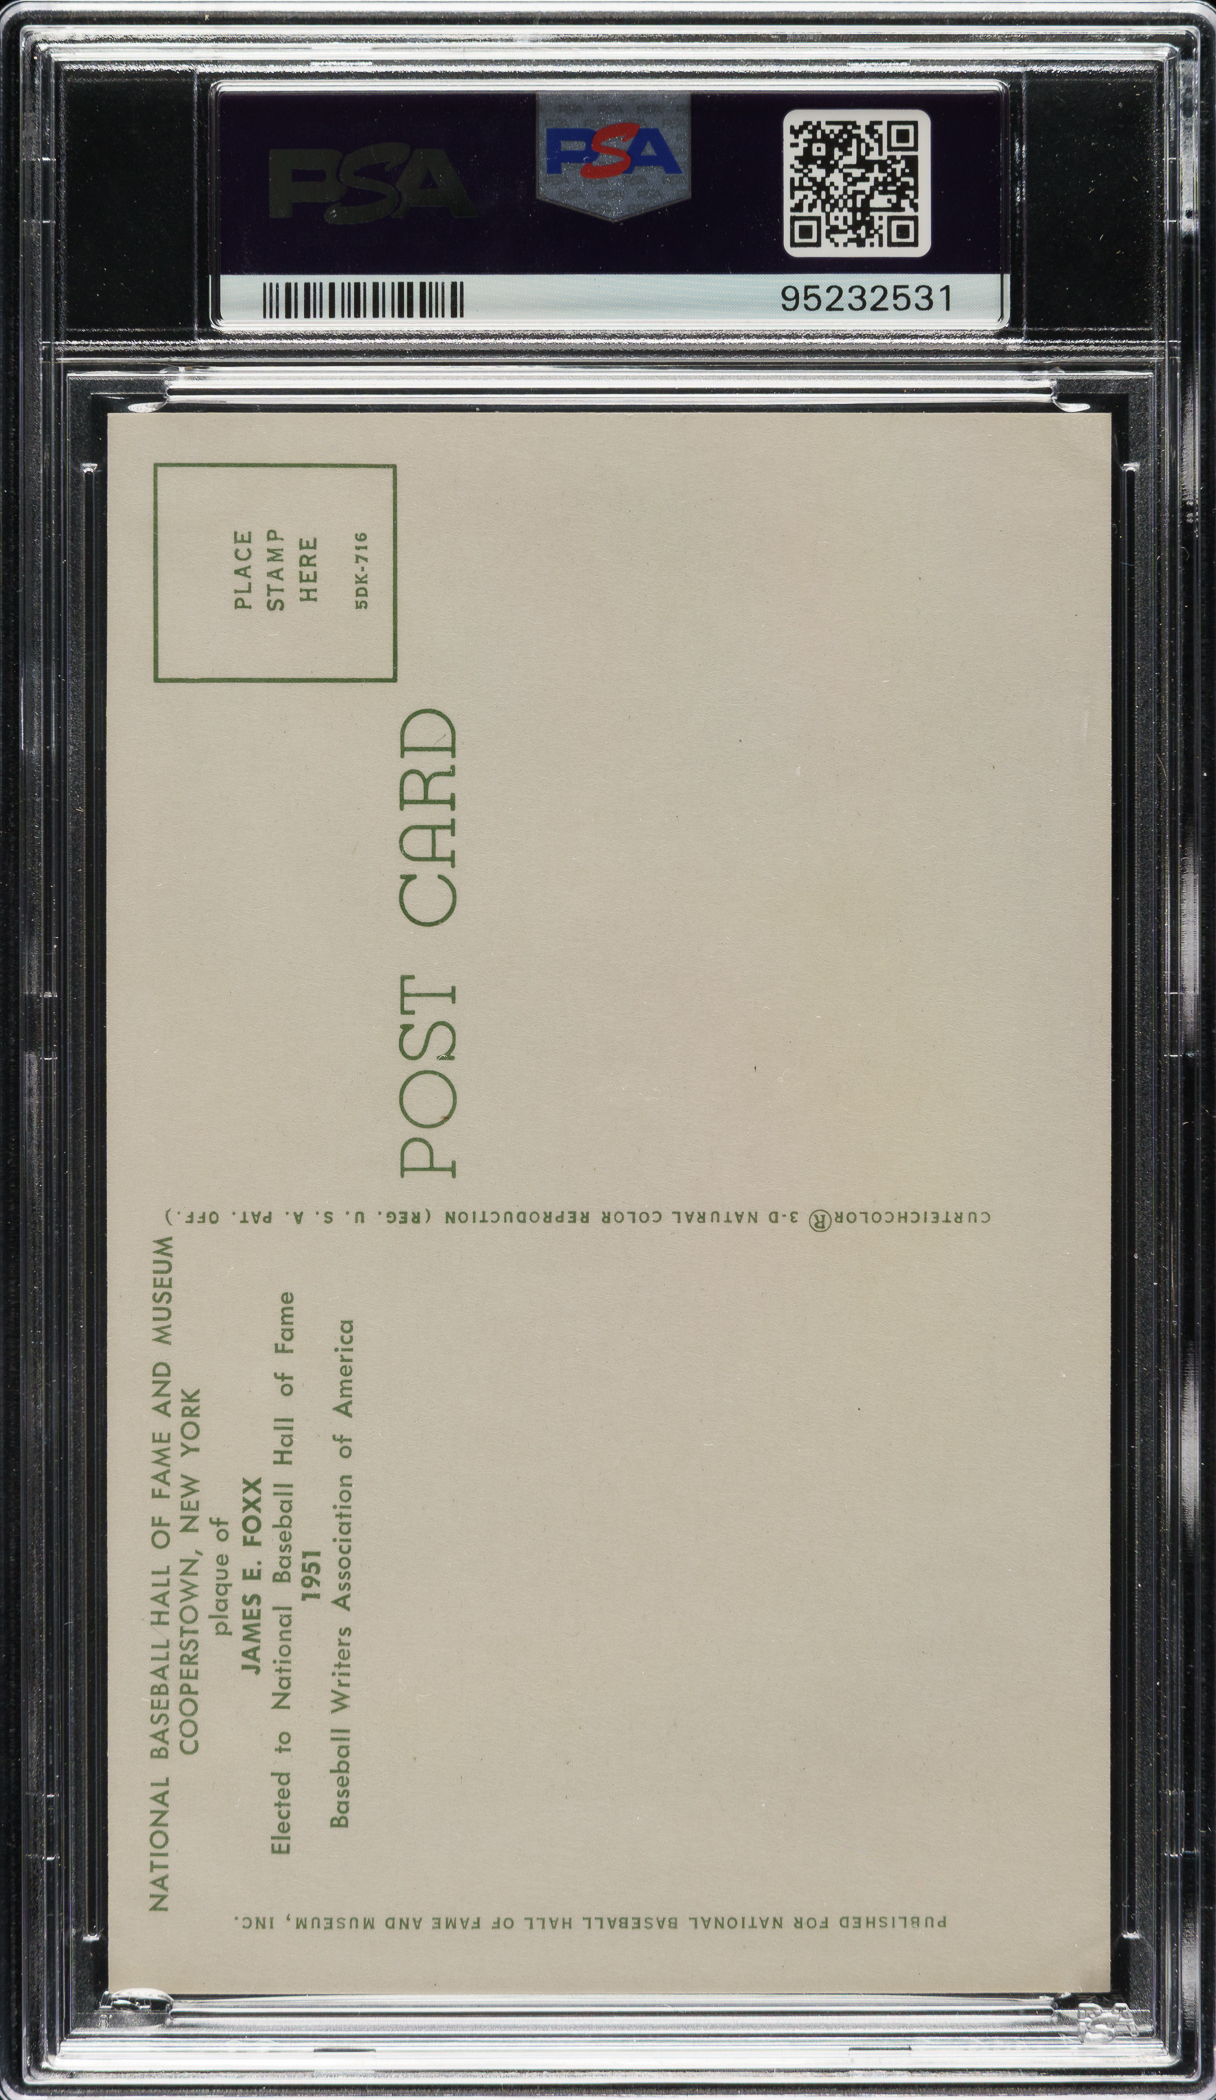 PSA
PSA
95232531
PLACE
STAMP
HERE
5DK-716
POST CARD
CURTEICHCOLOR® 3-D NATURAL COLOR REPRODUCTION (REG. U. S. A. PAT. OFF.)
NATIONAL BASEBALL HALL OF FAME AND MUSEUM
COOPERSTOWN, NEW YORK
plaque of
JAMES E. FOXX
Elected to National Baseball Hall of Fame
1951
Baseball Writers Association of America
PUBLISHED FOR NATIONAL BASEBALL HALL OF FAME AND MUSEUM, INC.
PSA